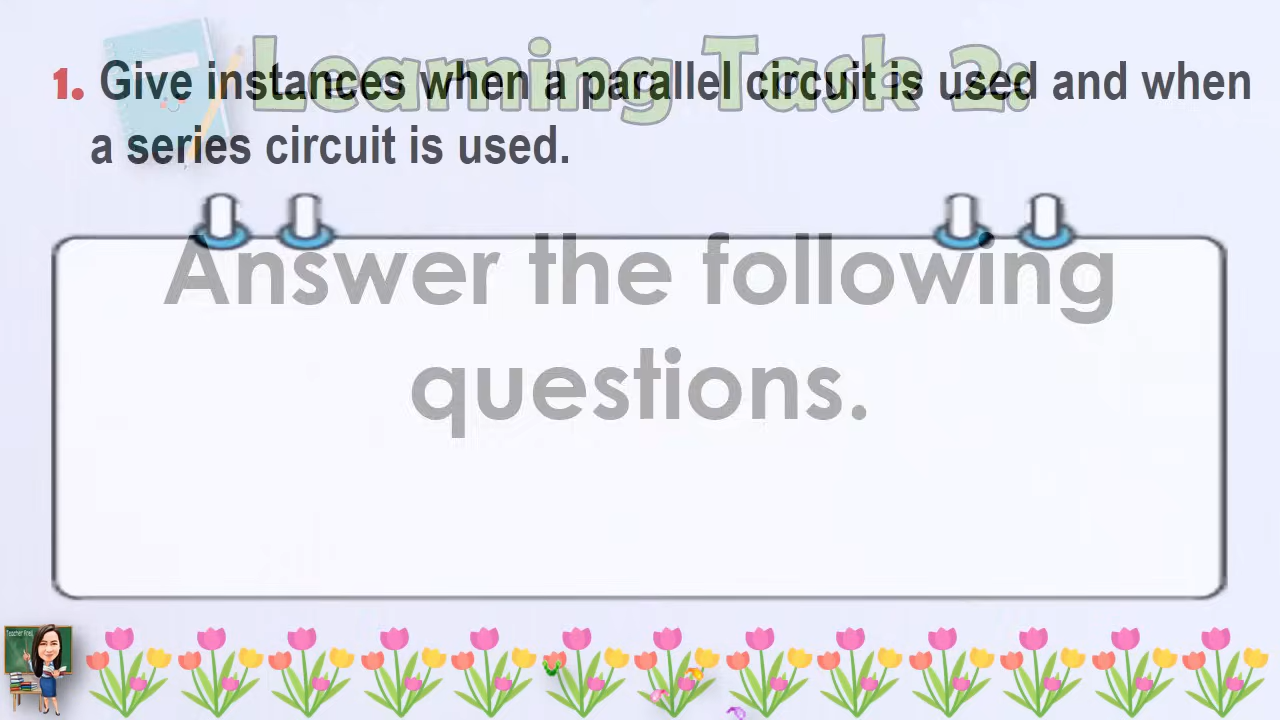 Learning Task 2:
1. Give instances when a parallel circuit is used and when
a series circuit is used.
Answer the following
questions.